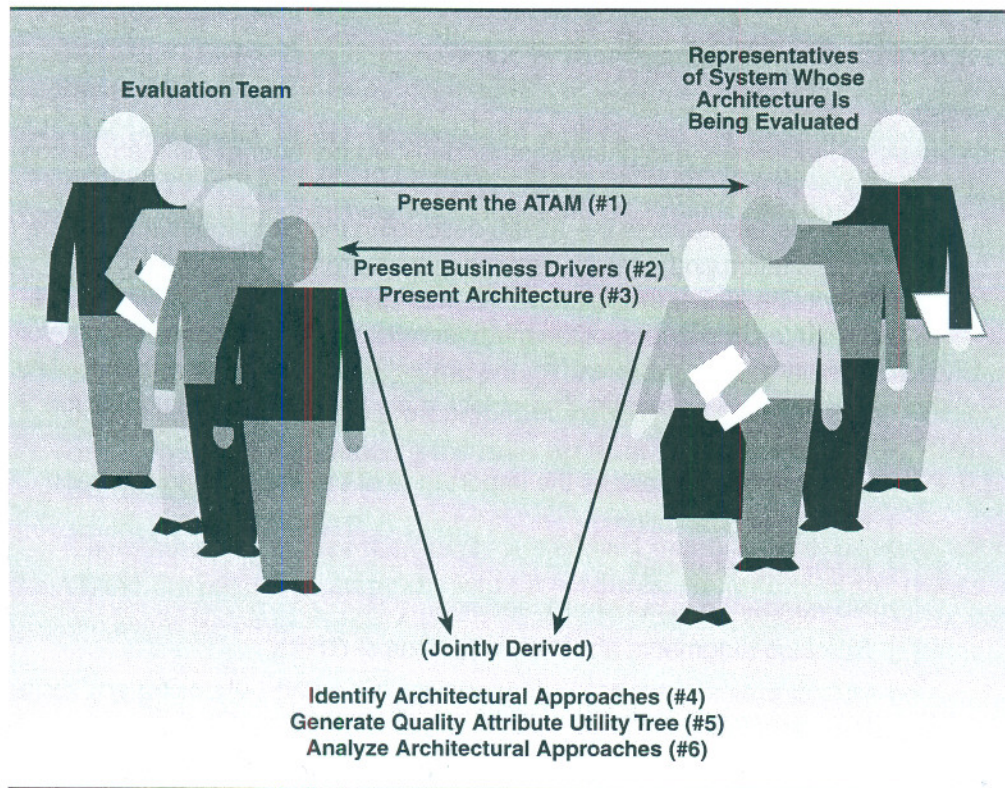 Evaluation Team
Representatives
of System Whose
Architecture Is
Being Evaluated
Present the ATAM (#1)
Present Business Drivers (#2)
Present Architecture (#3)
(Jointly Derived)
Identify Architectural Approaches (#4)
Generate Quality Attribute Utility Tree (#5)
Analyze Architectural Approaches (#6)